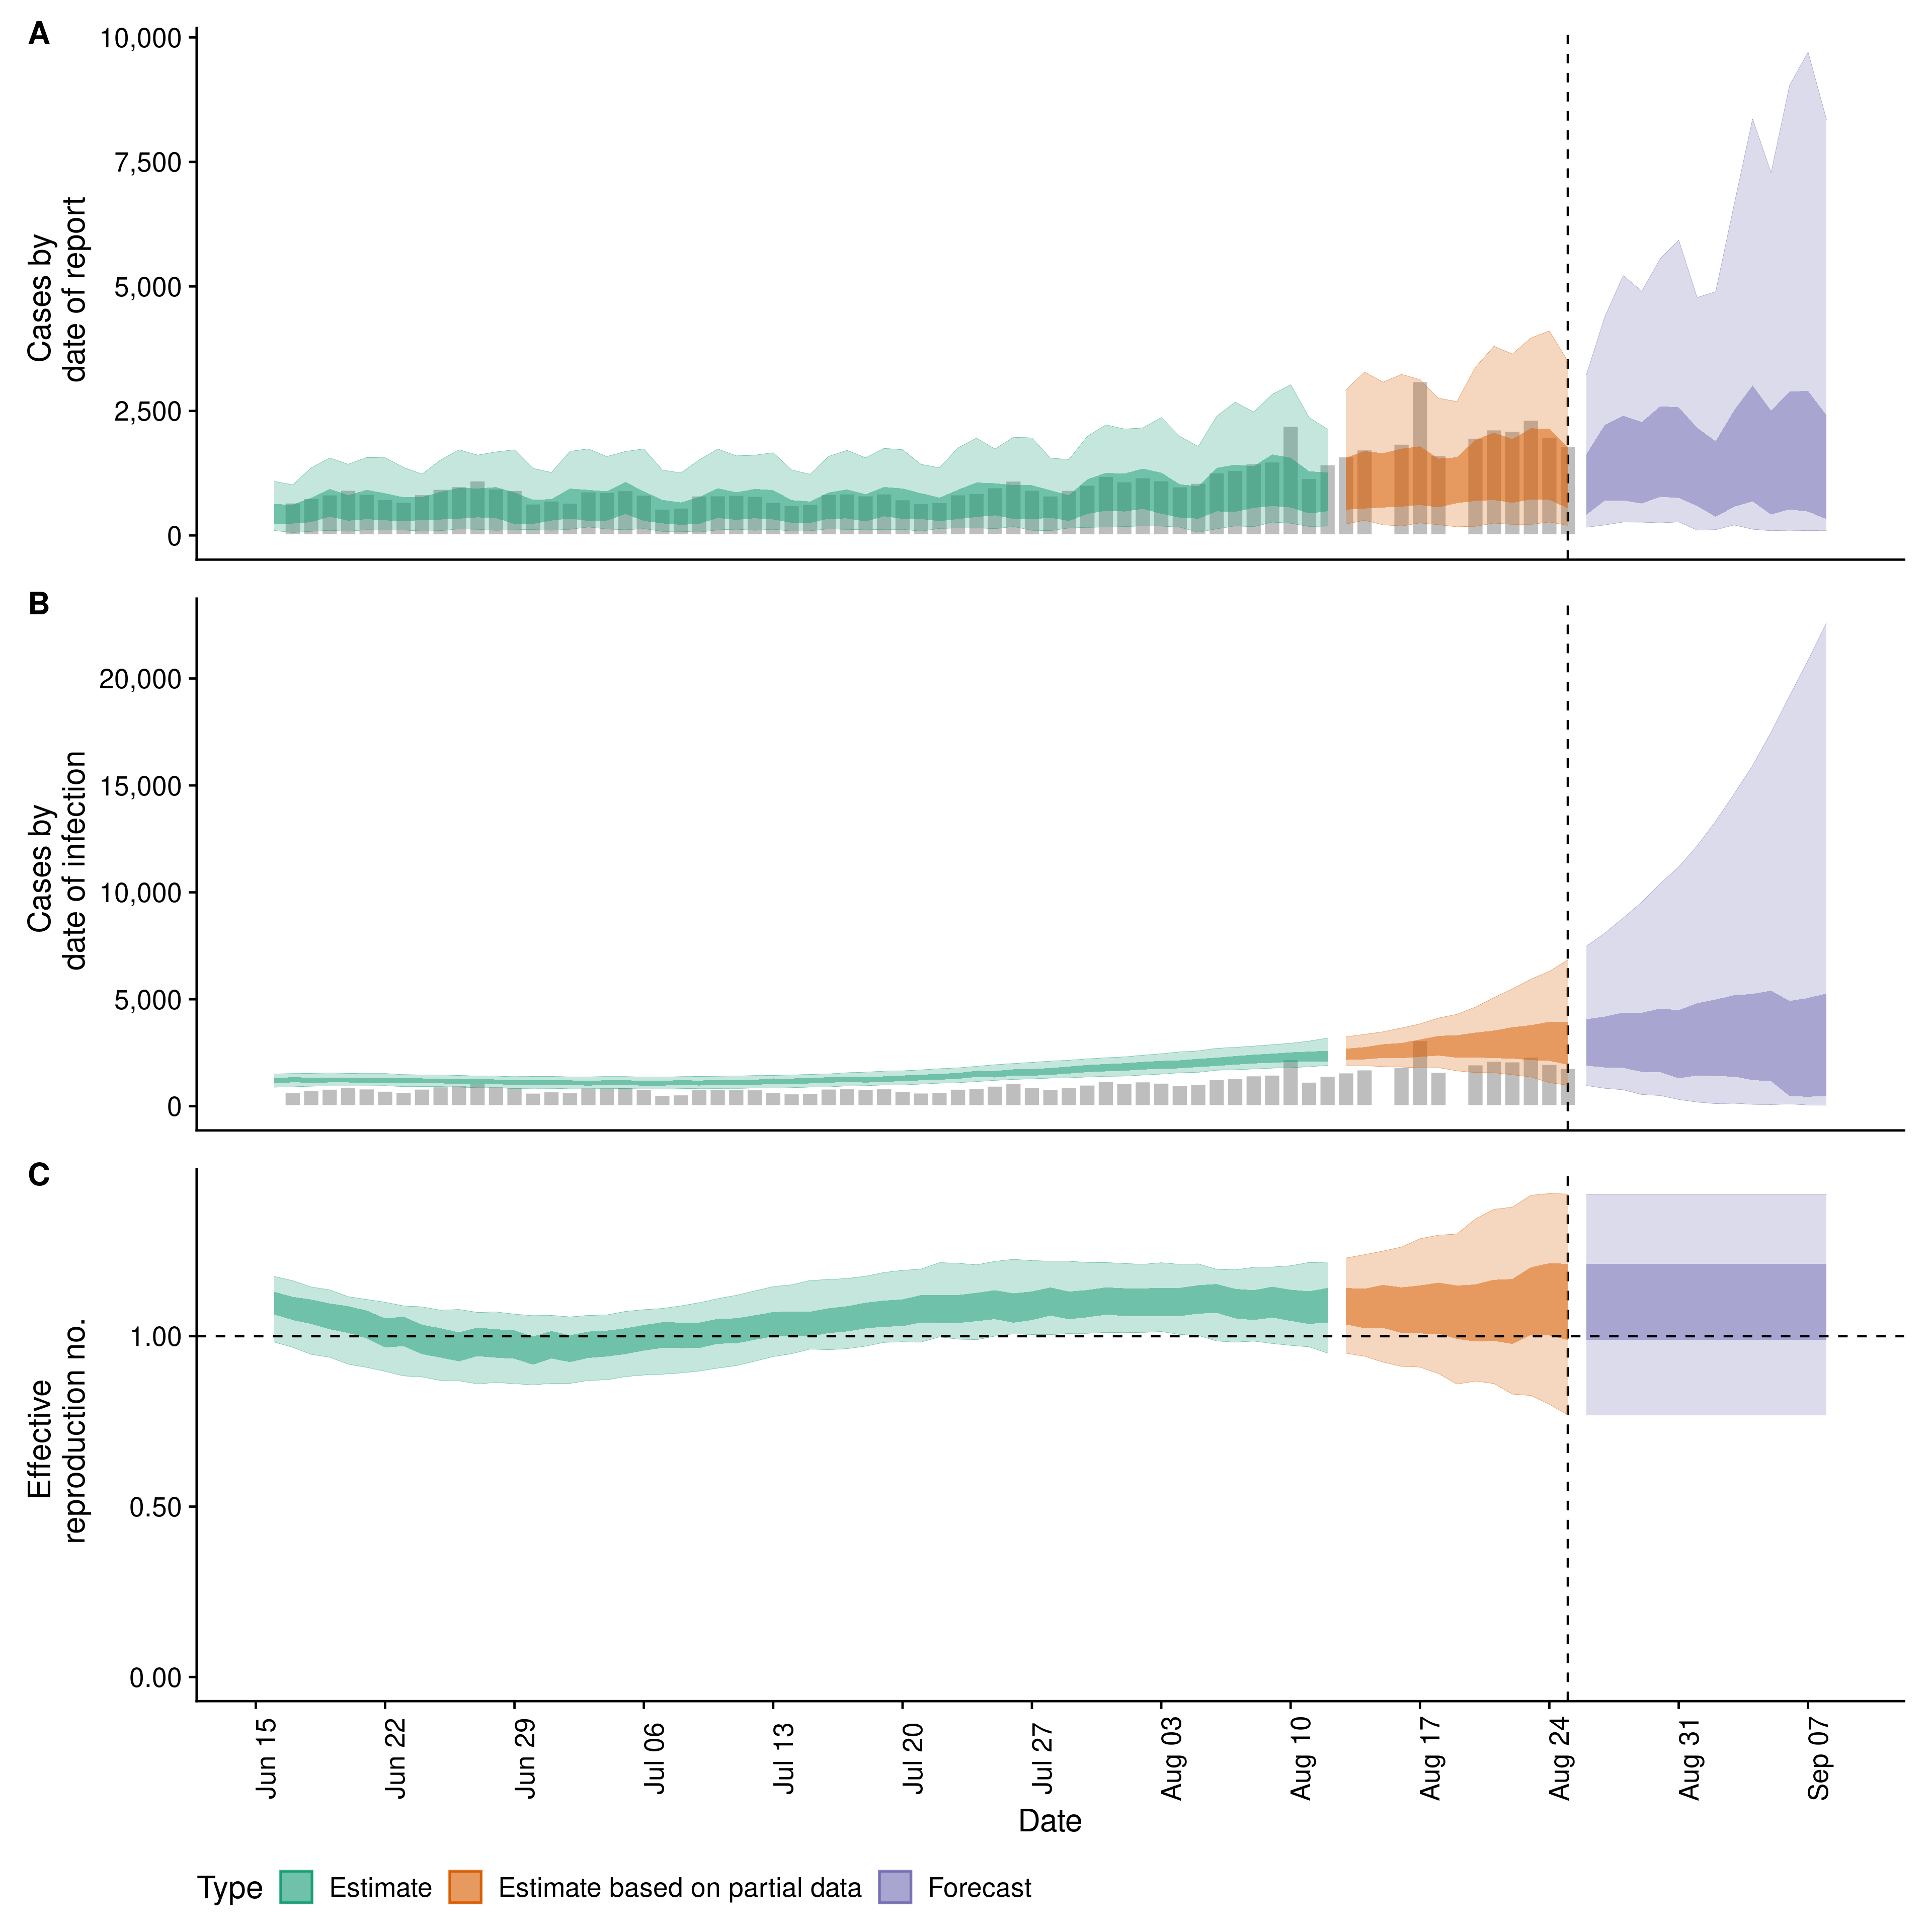 A
Cases by
date of report
10,000
7,500
5,000
2,500
0
B
Cases by
date of infection
20,000
15,000
10,000
5,000
0
C
Effective
reproduction no.
1.00
0.50
0.00
Jun 15
Jun 22
Jun 29
Jul 06
Jul 13
Jul 20
Jul 27
Aug 03
Aug 10
Aug 17
Aug 24
Aug 31
Sep 07
Date
Type Estimate Estimate based on partial data Forecast